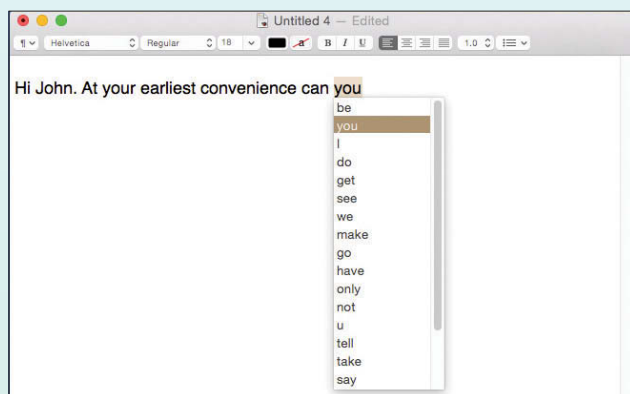 Untitled 4 — Edited
¶ Helvetica Regular 18 a B I U 1.0
Hi John. At your earliest convenience can you
be
you
I
do
get
see
we
make
go
have
only
not
u
tell
take
say